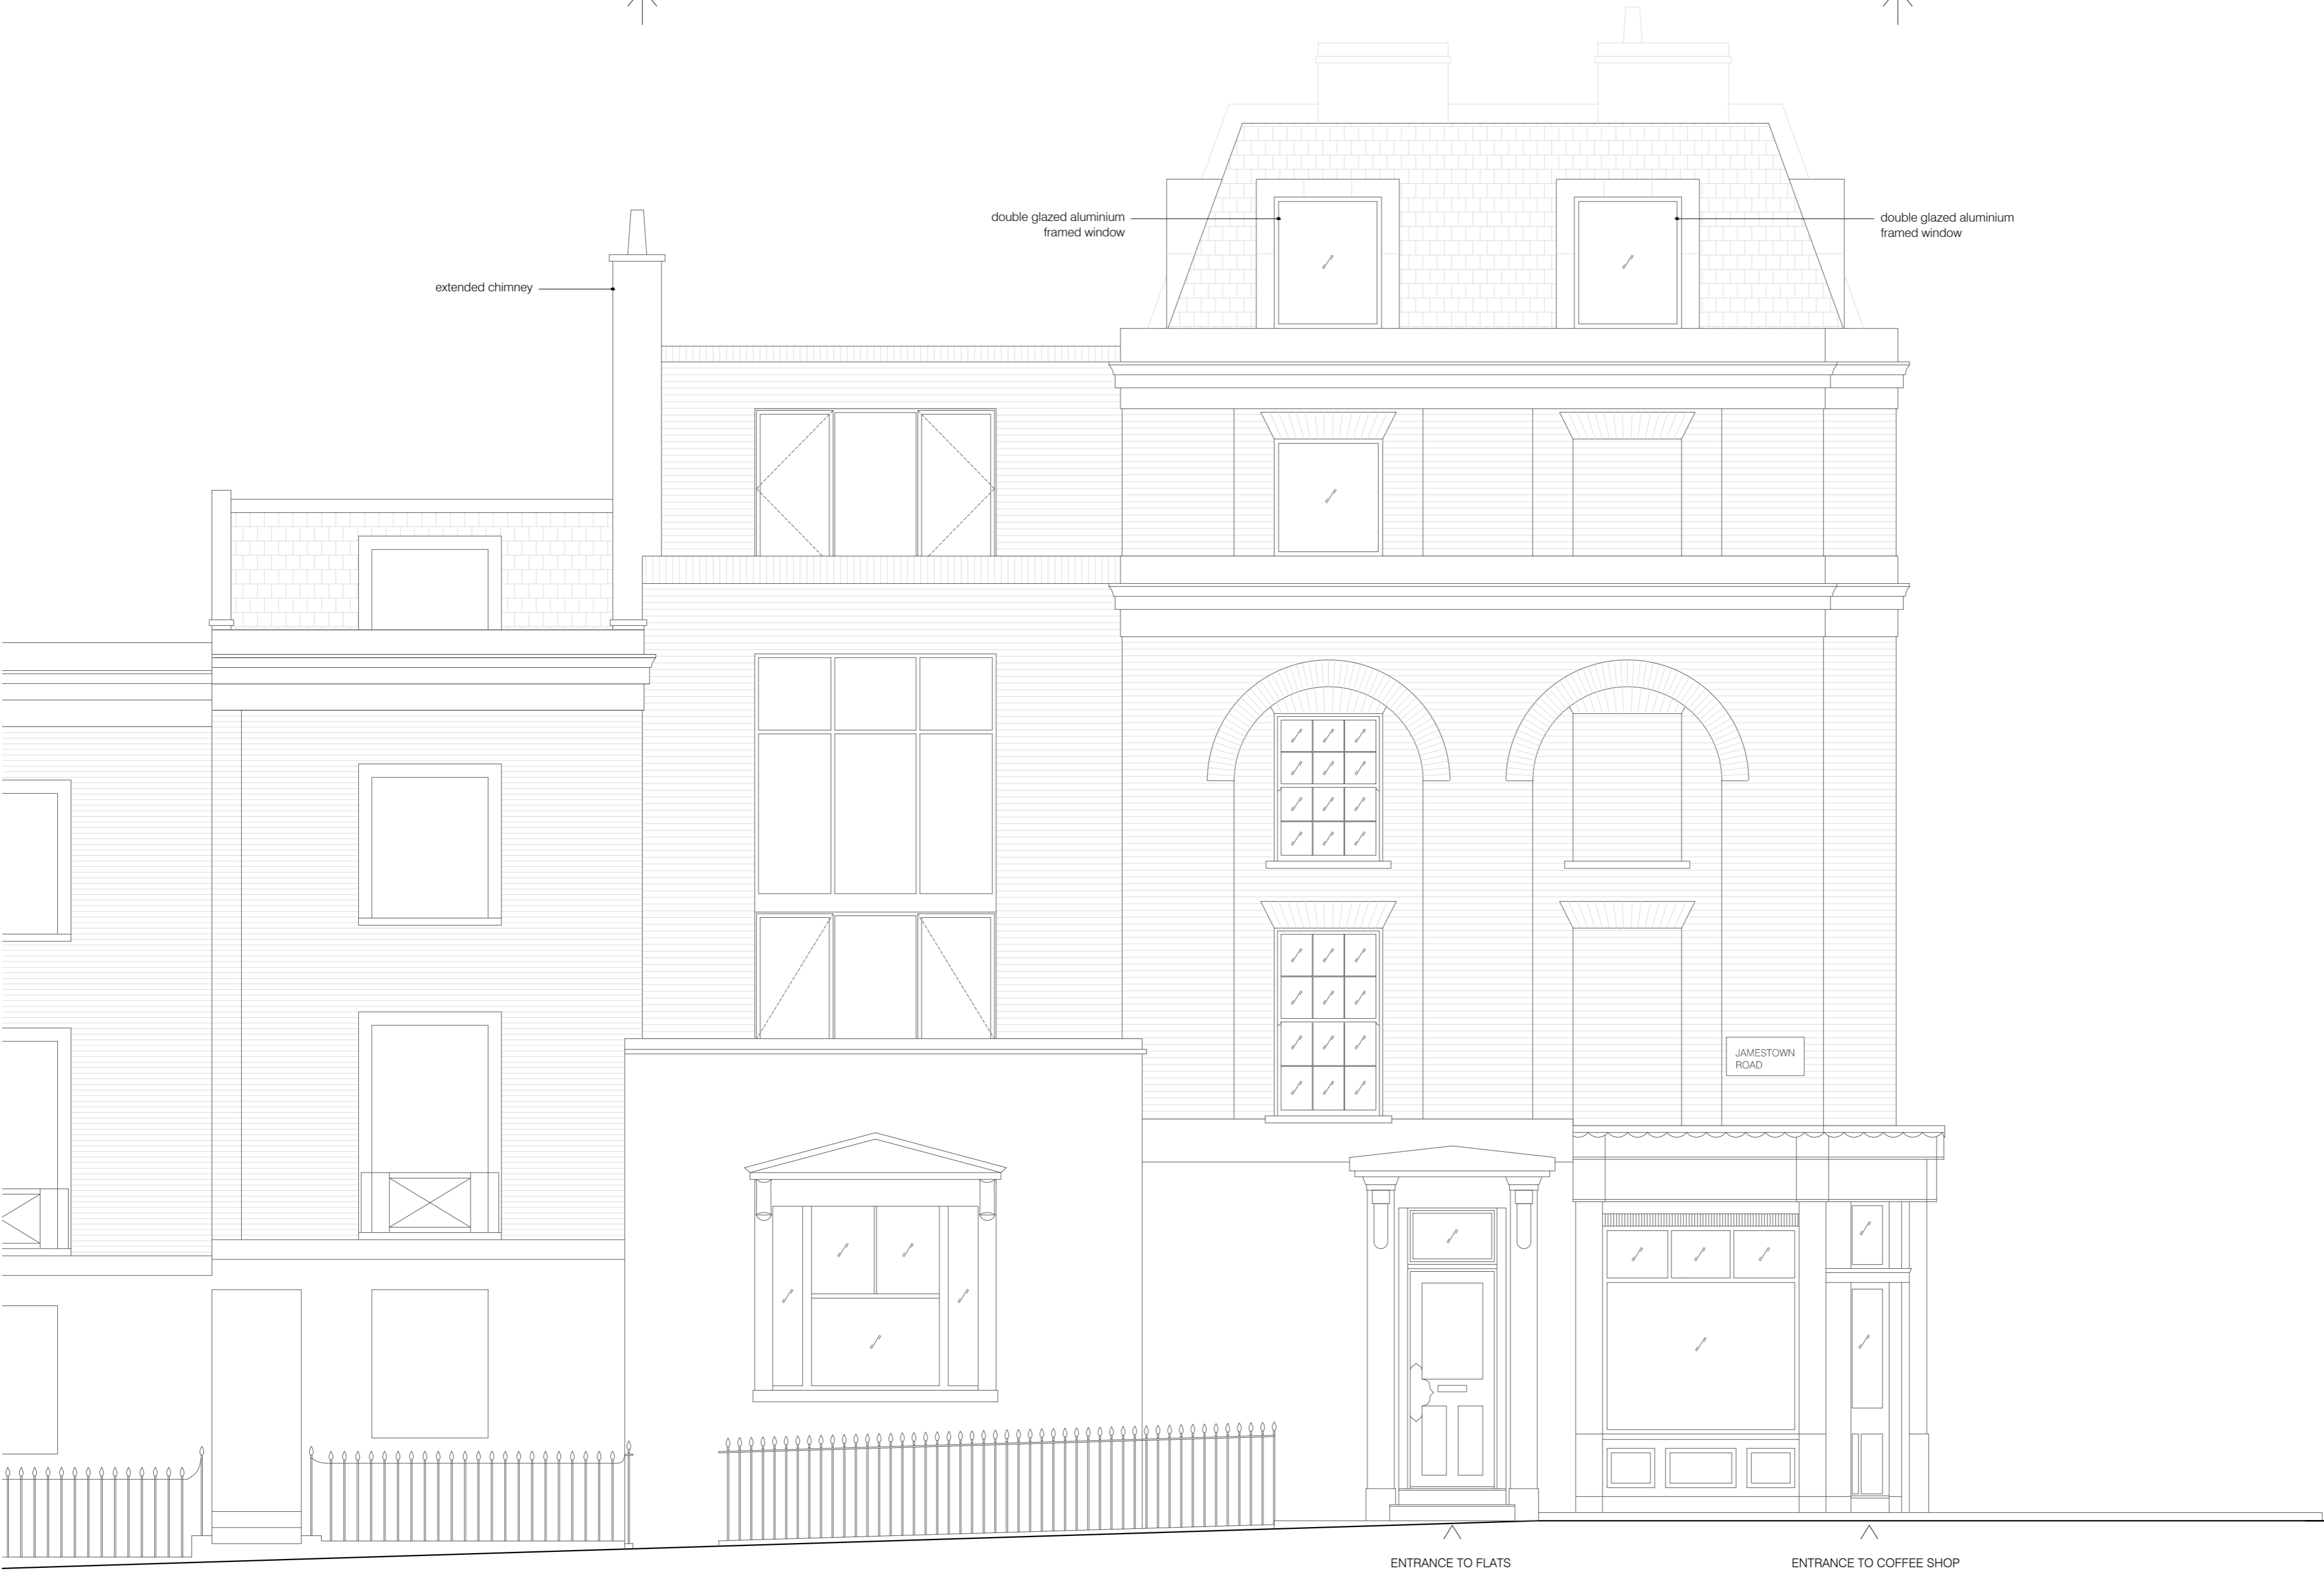 double glazed aluminium
framed window
double glazed aluminium
framed window
extended chimney
JAMESTOWN
ROAD
ENTRANCE TO FLATS
ENTRANCE TO COFFEE SHOP